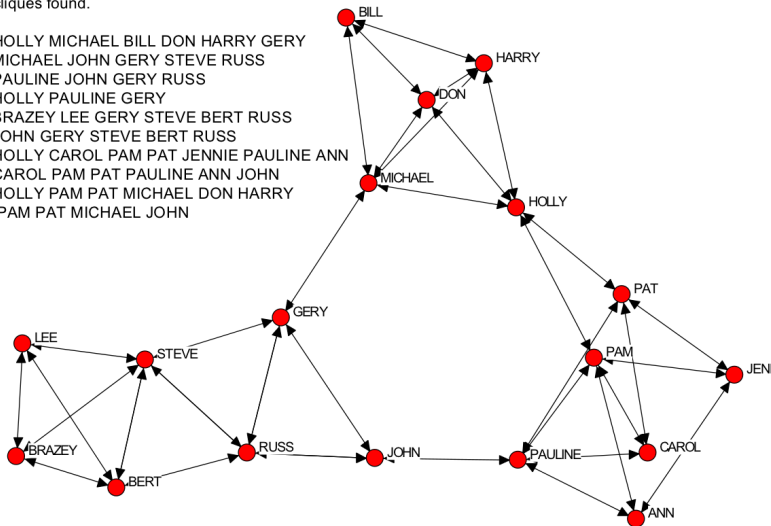 cliques found.
HOLLY MICHAEL BILL DON HARRY GERY
MICHAEL JOHN GERY STEVE RUSS
PAULINE JOHN GERY RUSS
HOLLY PAULINE GERY
BRAZEY LEE GERY STEVE BERT RUSS
JOHN GERY STEVE BERT RUSS
HOLLY CAROL PAM PAT JENNIE PAULINE ANN
CAROL PAM PAT PAULINE ANN JOHN
HOLLY PAM PAT MICHAEL DON HARRY
PAM PAT MICHAEL JOHN
BILL
HARRY
DON
MICHAEL
HOLLY
PAT
GERY
LEE
STEVE
PAM
JEN
BRAZEY
RUSS
JOHN
PAULINE
CAROL
BERT
ANN